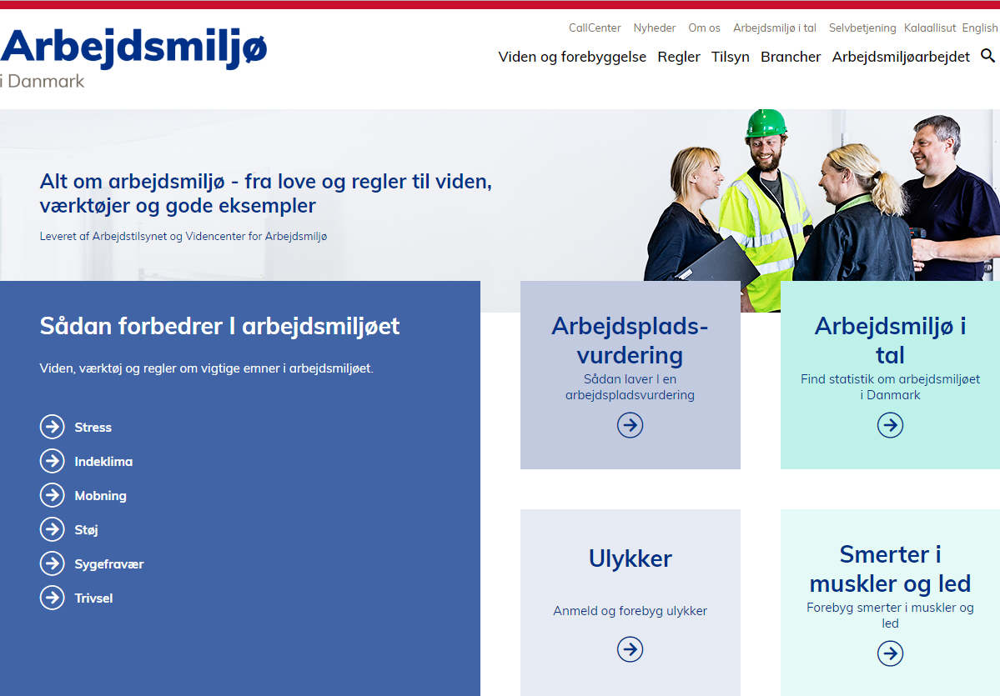 CallCenter Nyheder Om os Arbejdsmiljø i tal Selvbetjening Kalaallisut English
Arbejdsmiljø
i Danmark
Viden og forebyggelse Regler Tilsyn Brancher Arbejdsmiljøarbejdet
Alt om arbejdsmiljø - fra love og regler til viden,
værktøjer og gode eksempler
Leveret af Arbejdstilsynet og Videncenter for Arbejdsmiljø
Sådan forbedrer I arbejdsmiljøet
Viden, værktøj og regler om vigtige emner i arbejdsmiljøet.
Stress
Indeklima
Mobning
Støj
Sygefravær
Trivsel
Arbejdsplads-
vurdering
Sådan laver I en
arbejdspladsvurdering
Arbejdsmiljø i
tal
Find statistik om arbejdsmiljøet
i Danmark
Ulykker
Anmeld og forebyg ulykker
Smerter i
muskler og led
Forebyg smerter i muskler og
led